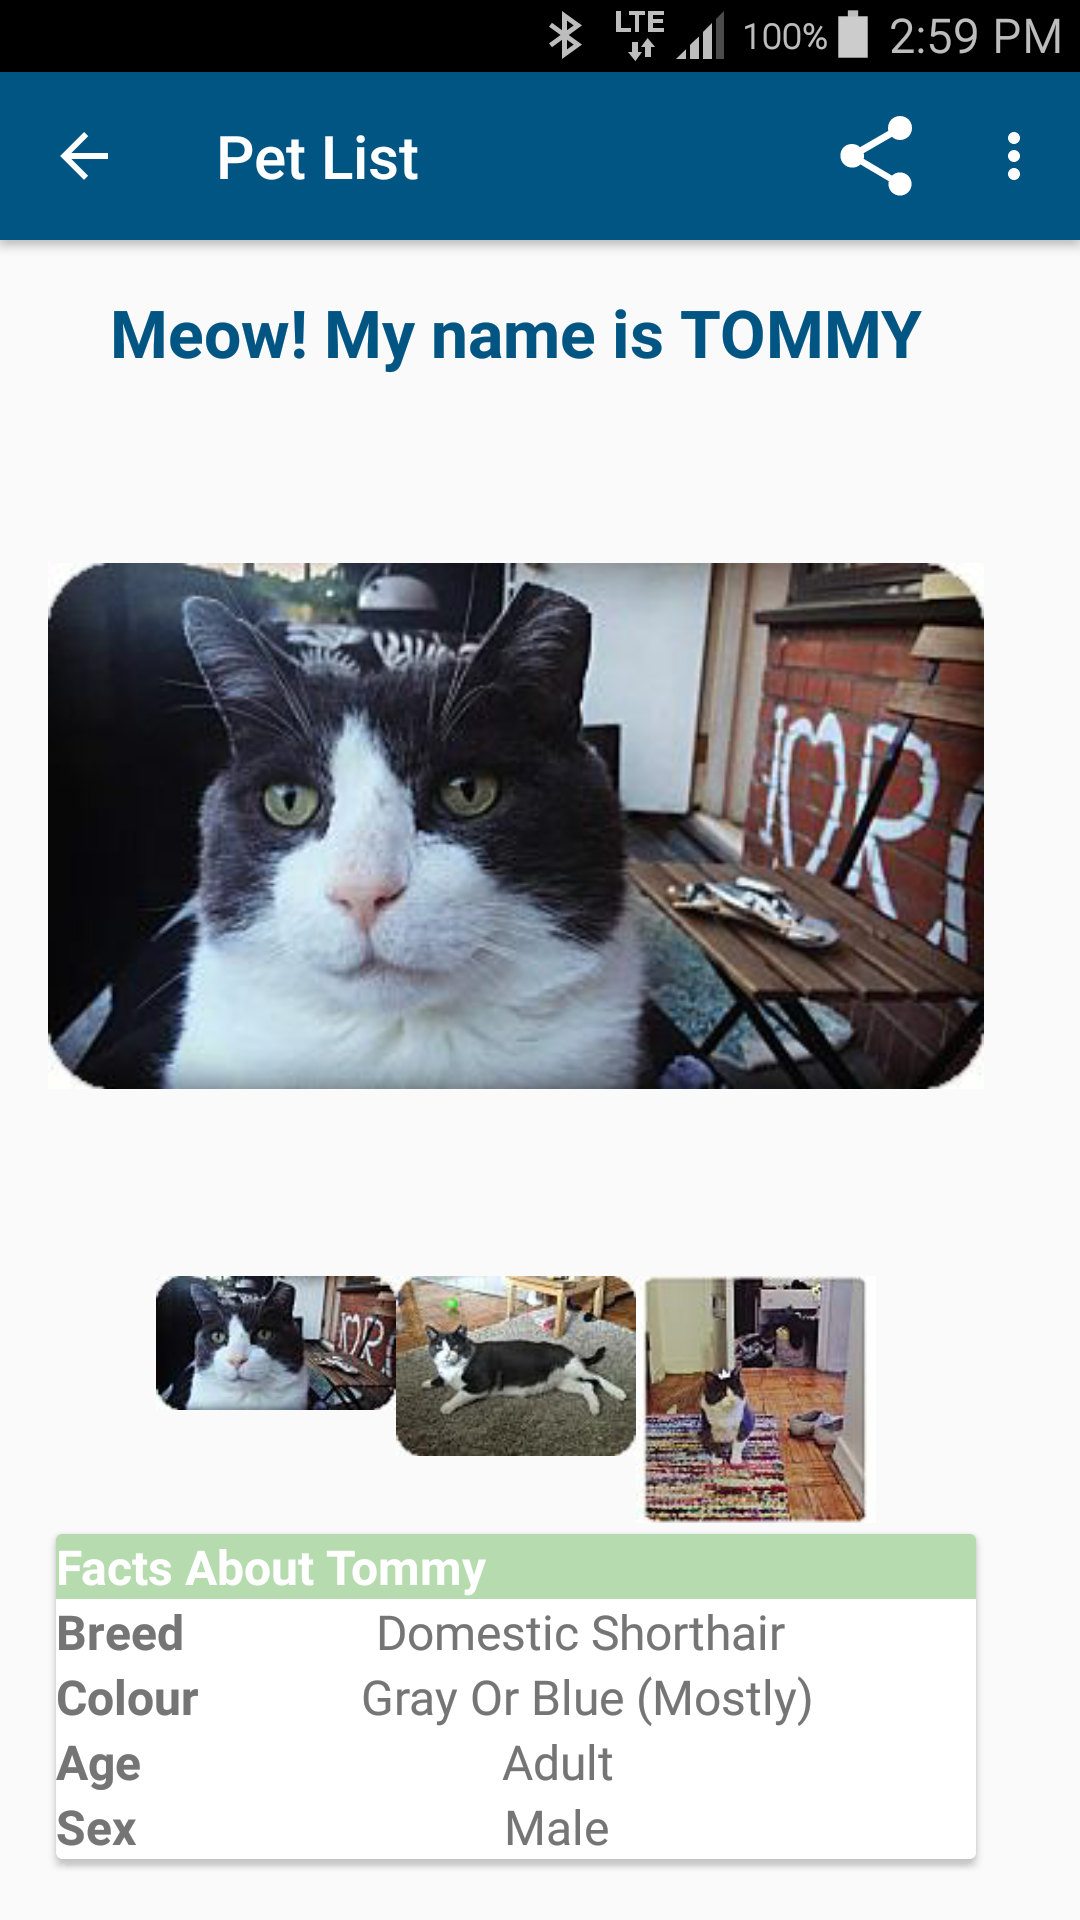 LTE 100% 2:59 PM
Pet List
Meow! My name is TOMMY
Facts About Tommy
Breed Domestic Shorthair
Colour Gray Or Blue (Mostly)
Age Adult
Sex Male